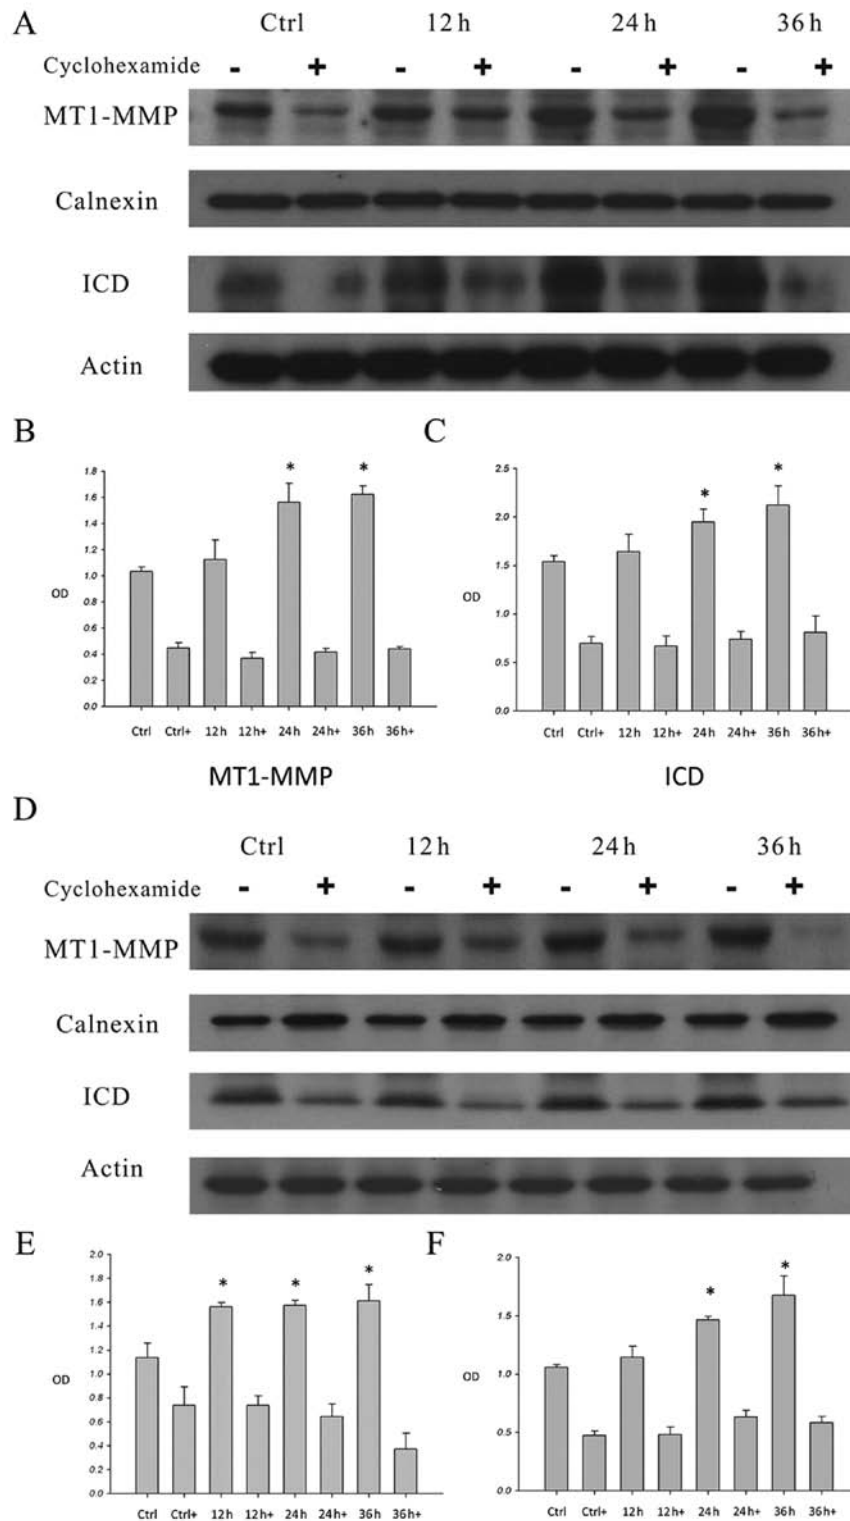 A
Ctrl 12h 24h 36h
Cyclohexamide - + - + - + - +
MT1-MMP
Calnexin
ICD
Actin
B
1.8
1.6
1.4
1.2
1.0
0.8
0.6
0.4
0.2
0.0
OD
* *
Ctrl Ctrl+ 12h 12h+ 24h 24h+ 36h 36h+
MT1-MMP
C
2.5
2.0
1.5
1.0
0.5
0.0
OD
* *
Ctrl Ctrl+ 12h 12h+ 24h 24h+ 36h 36h+
ICD
D
Ctrl 12h 24h 36h
Cyclohexamide - + - + - + - +
MT1-MMP
Calnexin
ICD
Actin
E
2.0
1.8
1.6
1.4
1.2
1.0
0.8
0.6
0.4
0.2
0.0
OD
* * *
Ctrl Ctrl+ 12h 12h+ 24h 24h+ 36h 36h+
F
2.0
1.5
1.0
0.5
0.0
OD
* *
Ctrl Ctrl+ 12h 12h+ 24h 24h+ 36h 36h+